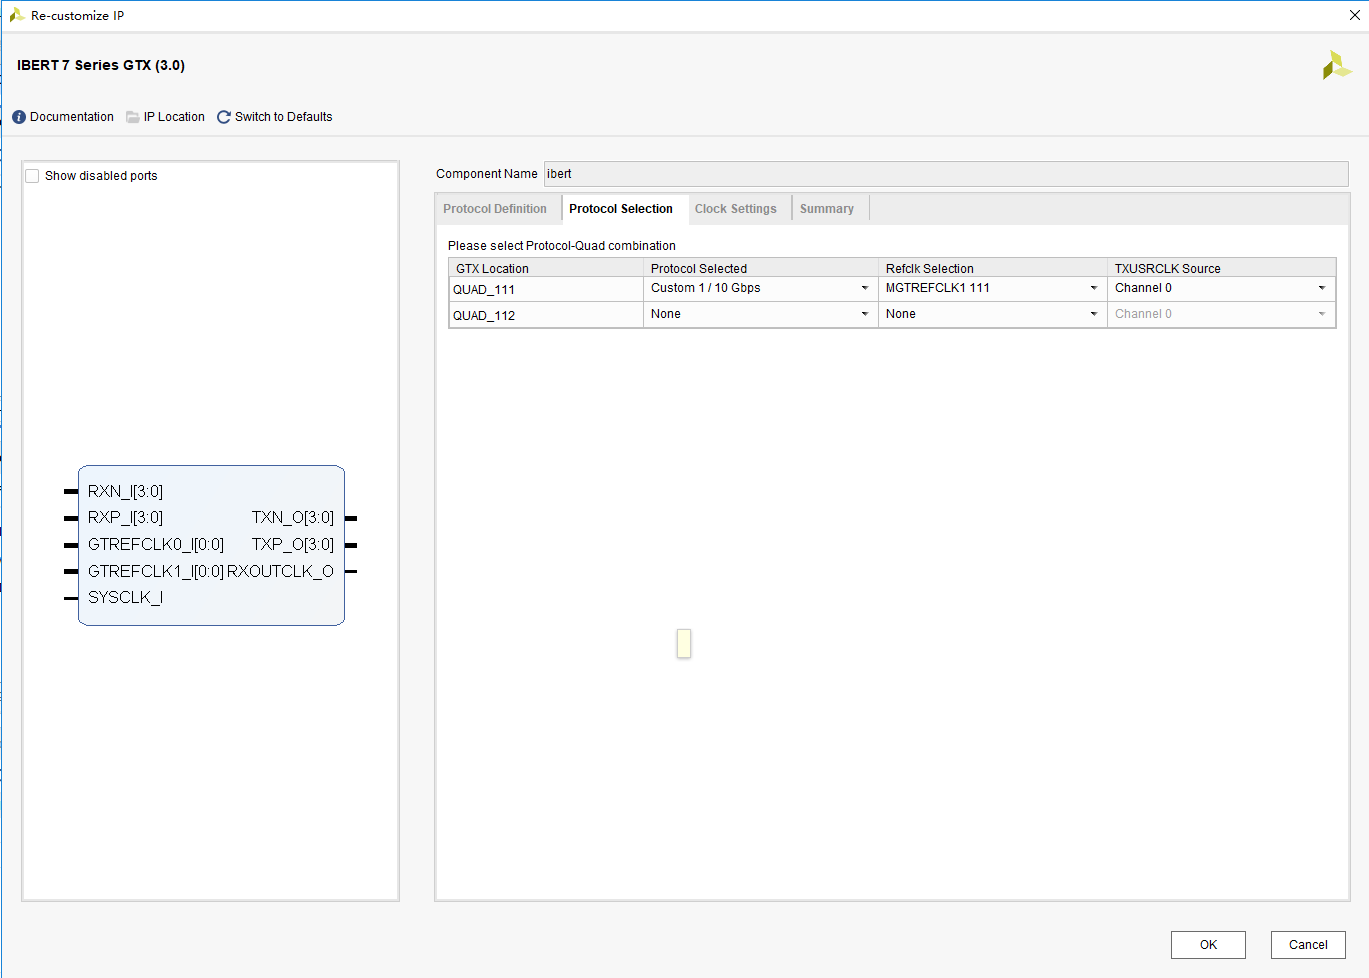 Re-customize IP
IBERT 7 Series GTX (3.0)
Documentation IP Location Switch to Defaults
Show disabled ports
RXN_I[3:0]
RXP_I[3:0] TXN_O[3:0]
GTREFCLK0_I[0:0] TXP_O[3:0]
GTREFCLK1_I[0:0] RXOUTCLK_O
SYSCLK_I
Component Name ibert
Protocol Definition Protocol Selection Clock Settings Summary
Please select Protocol-Quad combination
GTX Location Protocol Selected Refclk Selection TXUSRCLK Source
QUAD_111 Custom 1 / 10 Gbps MGTREFCLK1 111 Channel 0
QUAD_112 None None Channel 0
OK Cancel